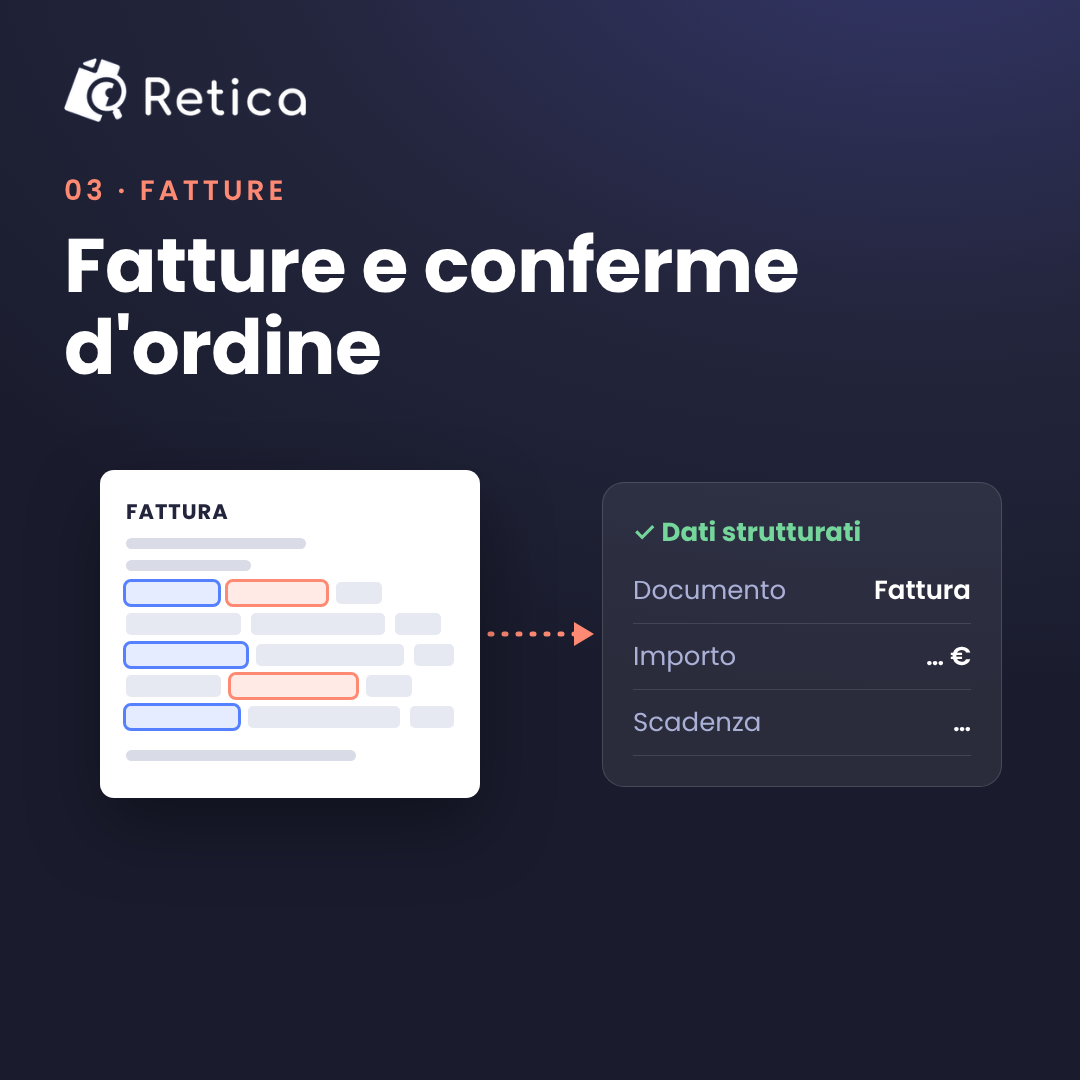 Retica
03 · FATTURE
Fatture e conferme
d'ordine
FATTURA
✓ Dati strutturati
Documento Fattura
Importo ... €
Scadenza ...